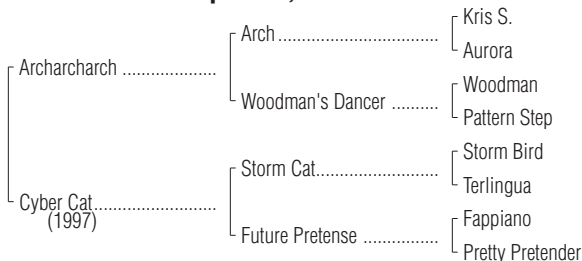 Kris S.
Arch
Aurora
Archarcharch
Woodman
Woodman's Dancer
Pattern Step
Storm Bird
Storm Cat
Terlingua
Cyber Cat
(1997)
Fappiano
Future Pretense
Pretty Pretender